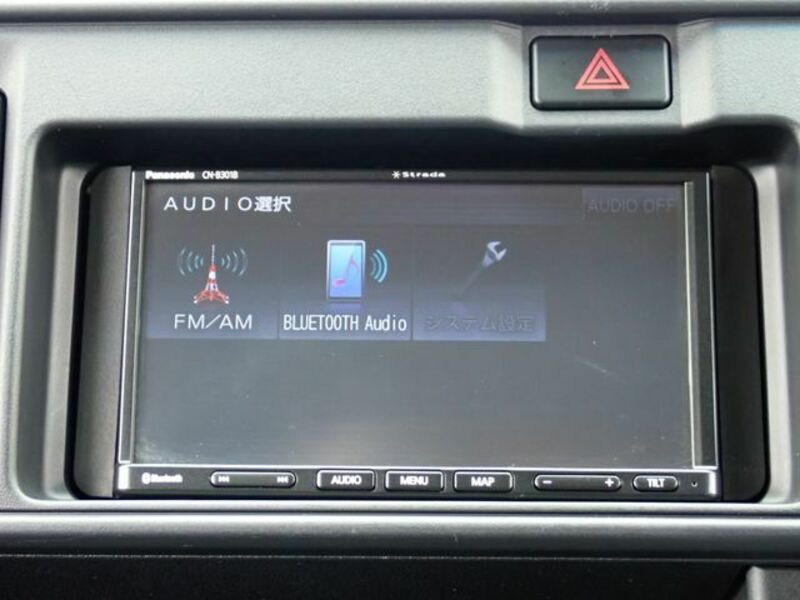 Panasonic CN-B301B
Strada
AUDIO選択
AUDIO OFF
FM/AM
BLUETOOTH Audio
システム設定
Bluetooth
AUDIO
MENU
MAP
− +
TILT